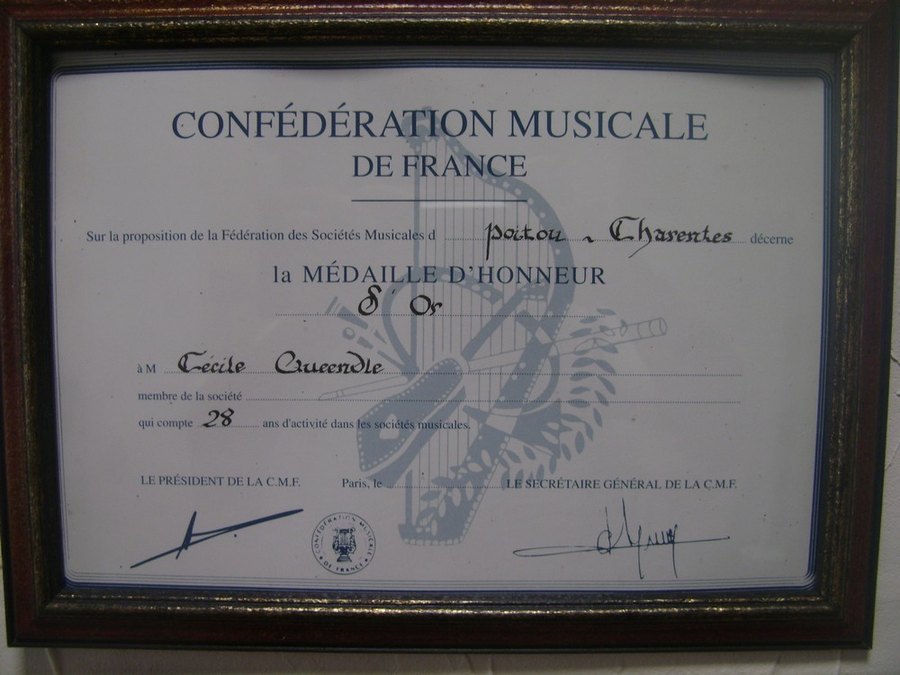 CONFÉDÉRATION MUSICALE
DE FRANCE
Sur la proposition de la Fédération des Sociétés Musicales d Poitou ~ Charentes décerne
la MÉDAILLE D'HONNEUR
d'Or
à M Cécile Queendle
membre de la société
qui compte 28 ans d'activité dans les sociétés musicales.
LE PRÉSIDENT DE LA C.M.F. Paris, le LE SECRÉTAIRE GÉNÉRAL DE LA C.M.F.
CONFÉDÉRATION MUSICALE
DE FRANCE